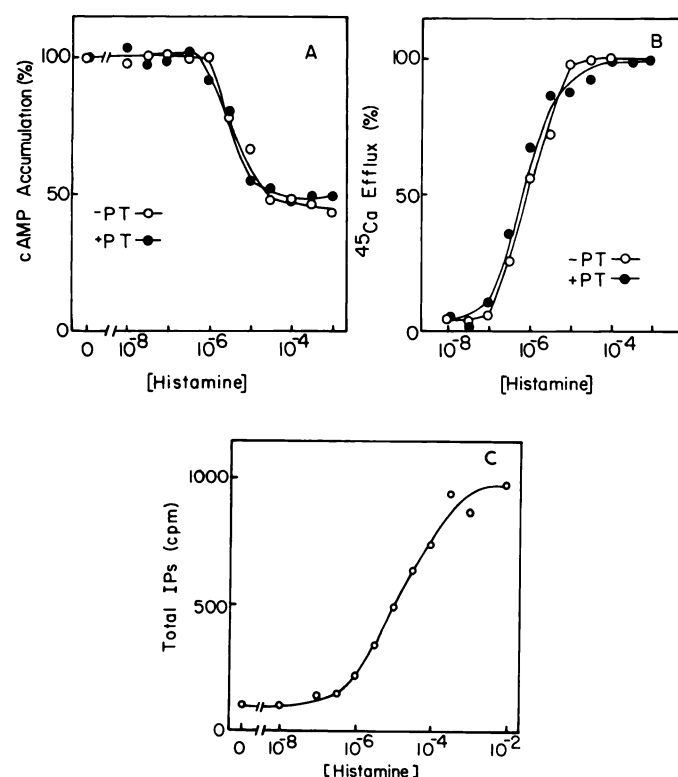 A
cAMP Accumulation (%)
100
50
0
-PT
+PT
0 10⁻⁸ 10⁻⁶ 10⁻⁴
[Histamine]
B
⁴⁵Ca Efflux (%)
100
50
0
-PT
+PT
10⁻⁸ 10⁻⁶ 10⁻⁴
[Histamine]
C
Total IPs (cpm)
1000
500
0
0 10⁻⁸ 10⁻⁶ 10⁻⁴ 10⁻²
[Histamine]